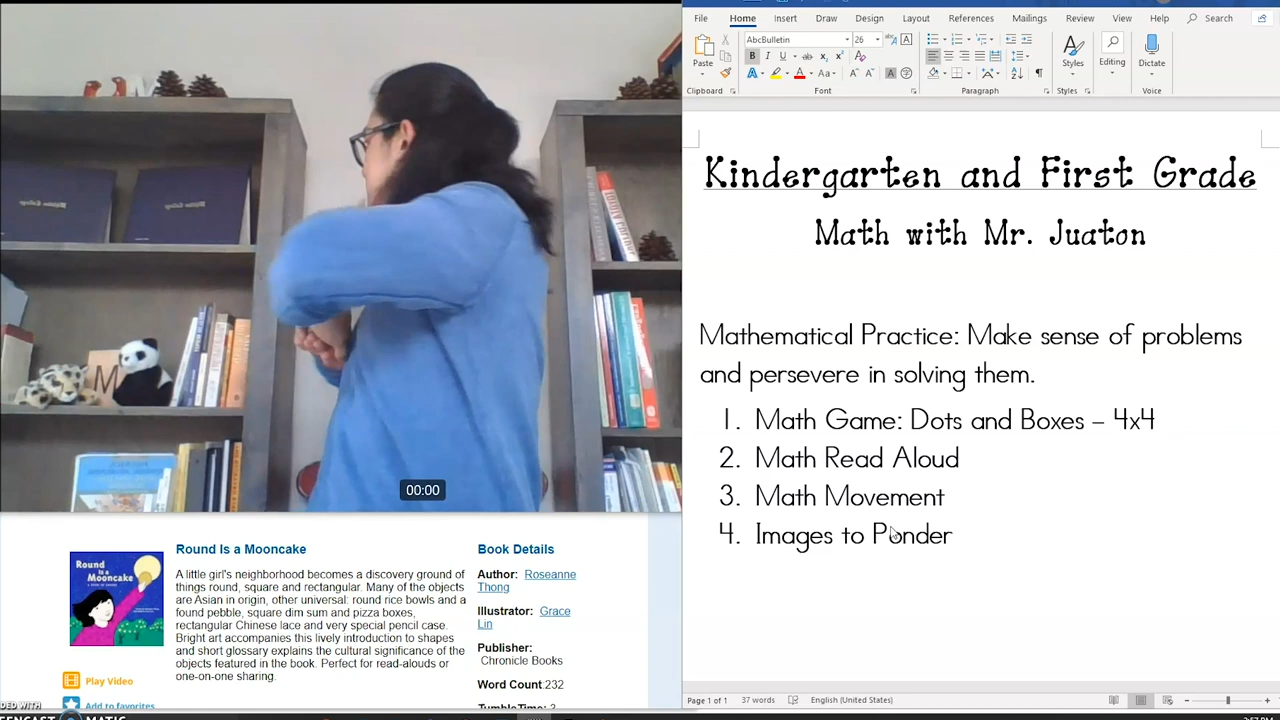 File Home Insert Draw Design Layout References Mailings Review View Help Search
AbcBulletin 26
Paste
Styles
Editing
Dictate
Clipboard Font Paragraph Styles Voice
Kindergarten and First Grade
Math with Mr. Juaton
Mathematical Practice: Make sense of problems
and persevere in solving them.
1. Math Game: Dots and Boxes – 4x4
2. Math Read Aloud
3. Math Movement
4. Images to Ponder
Page 1 of 1 37 words English (United States)
M
00:00
Round
Is a
Mooncake
Round Is a Mooncake
A little girl's neighborhood becomes a discovery ground of
things round, square and rectangular. Many of the objects
are Asian in origin, other universal: round rice bowls and a
found pebble, square dim sum and pizza boxes,
rectangular Chinese lace and very special pencil case.
Bright art accompanies this lively introduction to shapes
and short glossary explains the cultural significance of the
objects featured in the book. Perfect for read-alouds or
one-on-one sharing.
Play Video
Add to favorites
Book Details
Author: Roseanne
Thong
Illustrator: Grace
Lin
Publisher:
Chronicle Books
Word Count:232